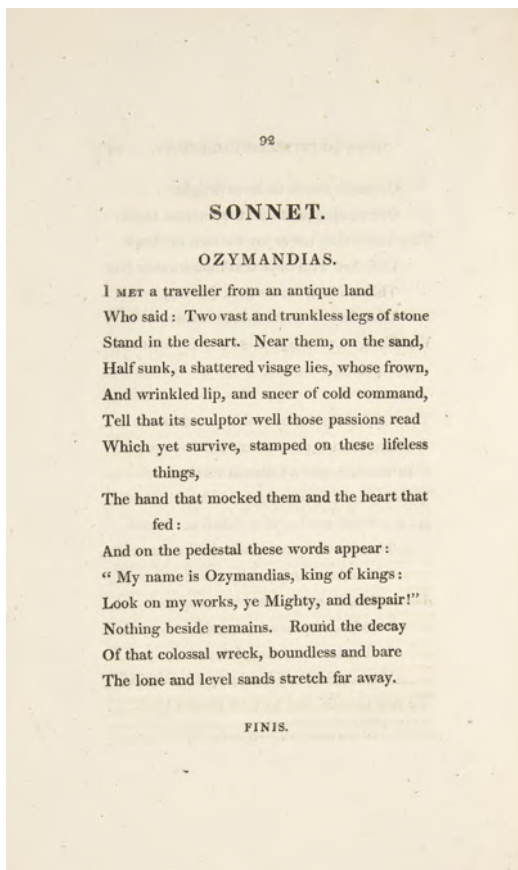 92
SONNET.
OZYMANDIAS.
I MET a traveller from an antique land
Who said: Two vast and trunkless legs of stone
Stand in the desart. Near them, on the sand,
Half sunk, a shattered visage lies, whose frown,
And wrinkled lip, and sneer of cold command,
Tell that its sculptor well those passions read
Which yet survive, stamped on these lifeless
things,
The hand that mocked them and the heart that
fed:
And on the pedestal these words appear:
“ My name is Ozymandias, king of kings:
Look on my works, ye Mighty, and despair!”
Nothing beside remains. Round the decay
Of that colossal wreck, boundless and bare
The lone and level sands stretch far away.
FINIS.